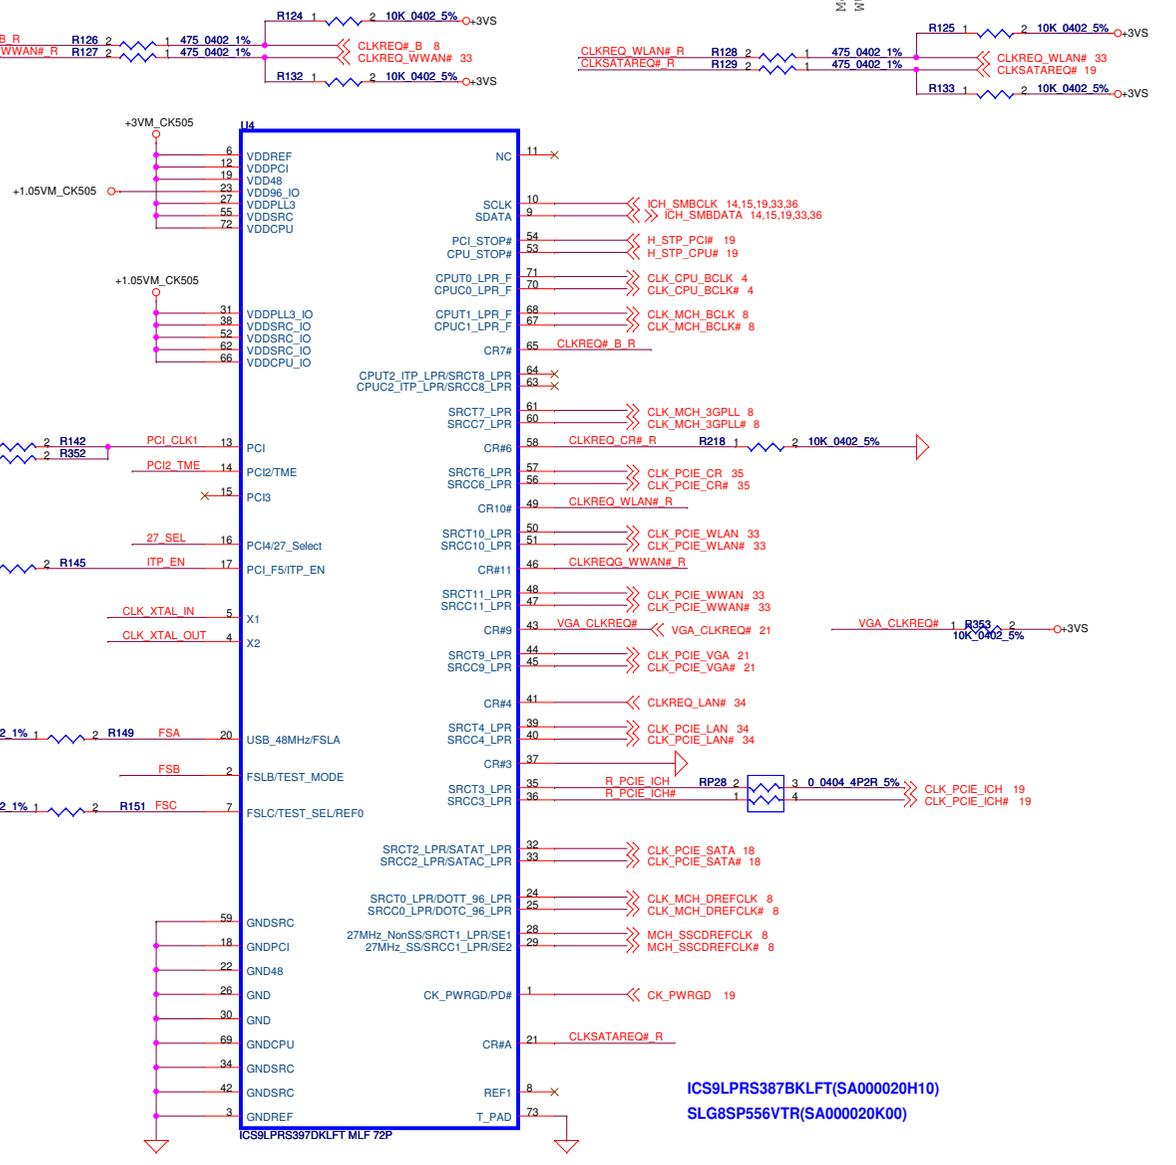 R124 1 2 10K_0402_5% +3VS
B_R R126 2 1 475_0402_1% CLKREQ#_B 8
WWAN#_R R127 2 1 475_0402_1% CLKREQ_WWAN# 33
R132 1 2 10K_0402_5% +3VS
R125 1 2 10K_0402_5% +3VS
CLKREQ_WLAN#_R R128 2 1 475_0402_1% CLKREQ_WLAN# 33
CLKSATAREQ#_R R129 2 1 475_0402_1% CLKSATAREQ# 19
R133 1 2 10K_0402_5% +3VS
+3VM_CK505
U4
6 VDDREF
12 VDDPCI
19 VDD48
+1.05VM_CK505 23 VDD96_IO
27 VDDPLL3
55 VDDSRC
72 VDDCPU
+1.05VM_CK505
31 VDDPLL3_IO
38 VDDSRC_IO
52 VDDSRC_IO
62 VDDSRC_IO
66 VDDCPU_IO
2 R142 PCI_CLK1 13 PCI
2 R352
PCI2_TME 14 PCI2/TME
15 PCI3
27_SEL 16 PCI4/27_Select
2 R145 ITP_EN 17 PCI_F5/ITP_EN
CLK_XTAL_IN 5 X1
CLK_XTAL_OUT 4 X2
2_1% 1 2 R149 FSA 20 USB_48MHz/FSLA
FSB 2 FSLB/TEST_MODE
2_1% 1 2 R151 FSC 7 FSLC/TEST_SEL/REF0
59 GNDSRC
18 GNDPCI
22 GND48
26 GND
30 GND
69 GNDCPU
34 GNDSRC
42 GNDSRC
3 GNDREF
NC 11
SCLK 10 ICH_SMBCLK 14,15,19,33,36
SDATA 9 ICH_SMBDATA 14,15,19,33,36
PCI_STOP# 54 H_STP_PCI# 19
CPU_STOP# 53 H_STP_CPU# 19
CPUT0_LPR_F 71 CLK_CPU_BCLK 4
CPUC0_LPR_F 70 CLK_CPU_BCLK# 4
CPUT1_LPR_F 68 CLK_MCH_BCLK 8
CPUC1_LPR_F 67 CLK_MCH_BCLK# 8
CR7# 65 CLKREQ#_B_R
CPUT2_ITP_LPR/SRCT8_LPR 64
CPUC2_ITP_LPR/SRCC8_LPR 63
SRCT7_LPR 61 CLK_MCH_3GPLL 8
SRCC7_LPR 60 CLK_MCH_3GPLL# 8
CR#6 58 CLKREQ_CR#_R R218 1 2 10K_0402_5%
SRCT6_LPR 57 CLK_PCIE_CR 35
SRCC6_LPR 56 CLK_PCIE_CR# 35
CR10# 49 CLKREQ_WLAN#_R
SRCT10_LPR 50 CLK_PCIE_WLAN 33
SRCC10_LPR 51 CLK_PCIE_WLAN# 33
CR#11 46 CLKREQG_WWAN#_R
SRCT11_LPR 48 CLK_PCIE_WWAN 33
SRCC11_LPR 47 CLK_PCIE_WWAN# 33
CR#9 43 VGA_CLKREQ# VGA_CLKREQ# 21
VGA_CLKREQ# 1 R353 2 +3VS
10K_0402_5%
SRCT9_LPR 44 CLK_PCIE_VGA 21
SRCC9_LPR 45 CLK_PCIE_VGA# 21
CR#4 41 CLKREQ_LAN# 34
SRCT4_LPR 39 CLK_PCIE_LAN 34
SRCC4_LPR 40 CLK_PCIE_LAN# 34
CR#3 37
SRCT3_LPR 35 R_PCIE_ICH RP28 2 3 0_0404_4P2R_5% CLK_PCIE_ICH 19
SRCC3_LPR 36 R_PCIE_ICH# 1 4 CLK_PCIE_ICH# 19
SRCT2_LPR/SATAT_LPR 32 CLK_PCIE_SATA 18
SRCC2_LPR/SATAC_LPR 33 CLK_PCIE_SATA# 18
SRCT0_LPR/DOTT_96_LPR 24 CLK_MCH_DREFCLK 8
SRCC0_LPR/DOTC_96_LPR 25 CLK_MCH_DREFCLK# 8
27MHz_NonSS/SRCT1_LPR/SE1 28 MCH_SSCDREFCLK 8
27MHz_SS/SRCC1_LPR/SE2 29 MCH_SSCDREFCLK# 8
CK_PWRGD/PD# 1 CK_PWRGD 19
CR#A 21 CLKSATAREQ#_R
REF1 8
T_PAD 73
ICS9LPRS397DKLFT MLF 72P
ICS9LPRS387BKLFT(SA000020H10)
SLG8SP556VTR(SA000020K00)